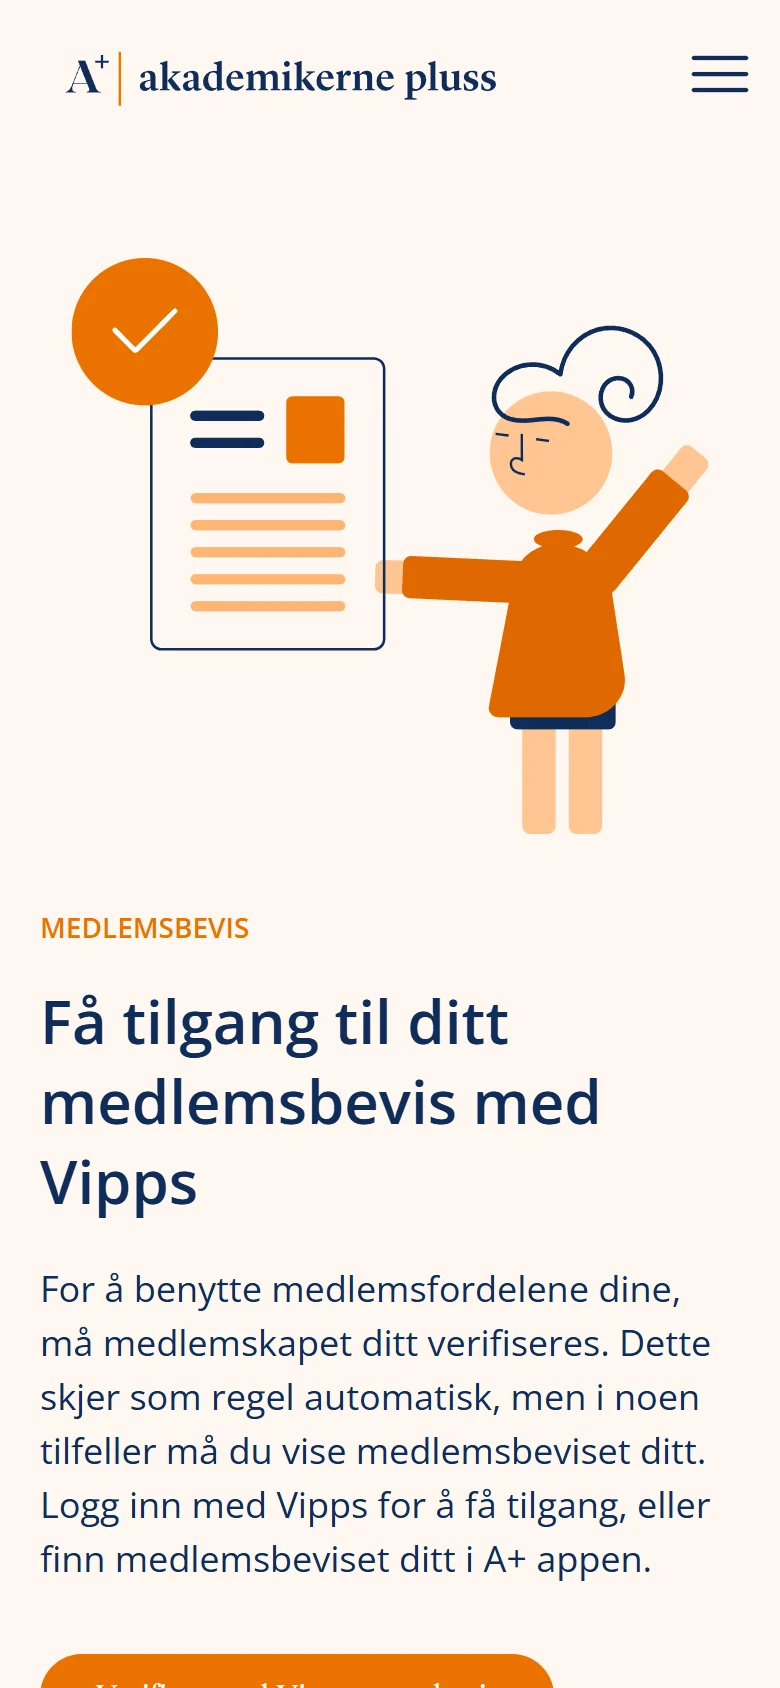 A+ akademikerne pluss
MEDLEMSBEVIS
Få tilgang til ditt
medlemsbevis med
Vipps
For å benytte medlemsfordelene dine,
må medlemskapet ditt verifiseres. Dette
skjer som regel automatisk, men i noen
tilfeller må du vise medlemsbeviset ditt.
Logg inn med Vipps for å få tilgang, eller
finn medlemsbeviset ditt i A+ appen.